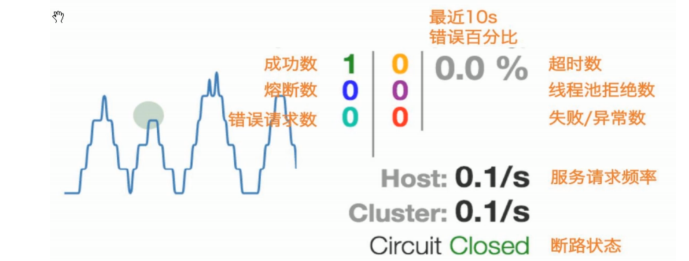 最近10s
错误百分比
成功数 1 0 0.0 % 超时数
熔断数 0 0 线程池拒绝数
错误请求数 0 0 失败/异常数
Host: 0.1/s 服务请求频率
Cluster: 0.1/s
Circuit Closed 断路状态